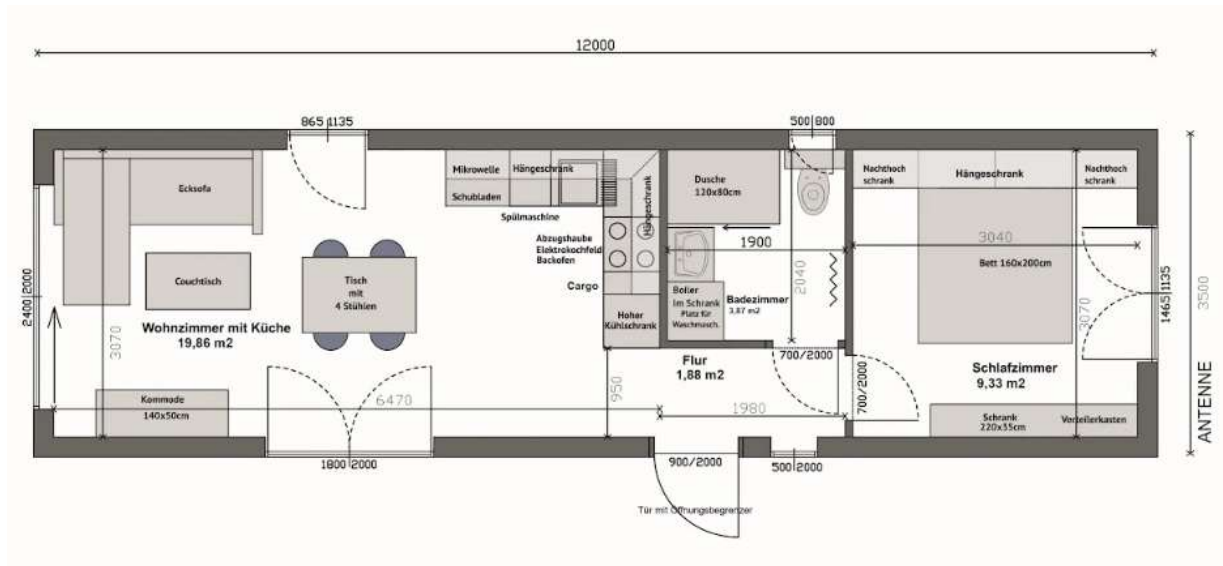 12000
865|1135
500|800
Ecksofa
Mikrowelle
Hängeschrank
Schubladen
Spülmaschine
Hängeschrank
Abzugshaube
Elektrokochfeld
Backofen
Cargo
Hoher
Kühlschrank
Dusche
120x80cm
1900
2040
Boiler
Im Schrank
Platz für
Waschmasch.
Badezimmer
3,87 m2
Nachthoch
schrank
Hängeschrank
Nachthoch
schrank
3040
Bett 160x200cm
3070
1465|1135
3500
ANTENNE
2400|2000
Couchtisch
Tisch
mit
4 Stühlen
Wohnzimmer mit Küche
19,86 m2
3070
Kommode
140x50cm
6470
950
Flur
1,88 m2
700/2000
700/2000
1980
Schlafzimmer
9,33 m2
Schrank
220x35cm
Verteilerkasten
1800|2000
900/2000
500|2000
Tür mit Öffnungsbegrenzer